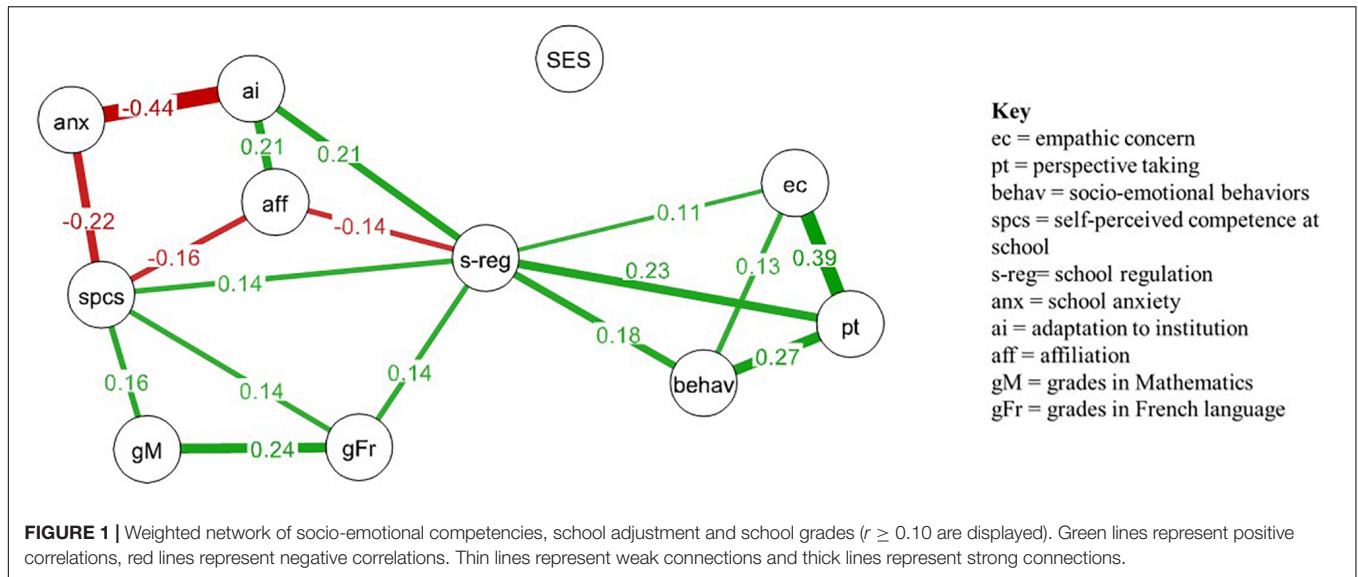 SES
ai
anx
-0.44
0.21
0.21
ec
aff
-0.22
-0.14
0.11
-0.16
s-reg
0.13
0.39
0.23
0.14
spcs
pt
0.18
0.27
behav
0.16
0.14
0.14
gM
0.24
gFr
Key
ec = empathic concern
pt = perspective taking
behav = socio-emotional behaviors
spcs = self-perceived competence at
school
s-reg= school regulation
anx = school anxiety
ai = adaptation to institution
aff = affiliation
gM = grades in Mathematics
gFr = grades in French language
FIGURE 1 | Weighted network of socio-emotional competencies, school adjustment and school grades (r ≥ 0.10 are displayed). Green lines represent positive
correlations, red lines represent negative correlations. Thin lines represent weak connections and thick lines represent strong connections.